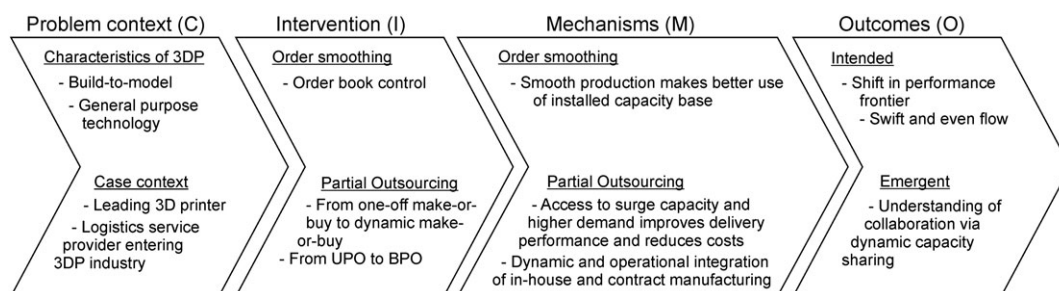 Problem context (C)
Characteristics of 3DP
- Build-to-model
- General purpose
technology
Case context
- Leading 3D printer
- Logistics service
provider entering
3DP industry
Intervention (I)
Order smoothing
- Order book control
Partial Outsourcing
- From one-off make-or-
buy to dynamic make-
or-buy
- From UPO to BPO
Mechanisms (M)
Order smoothing
- Smooth production makes better use
of installed capacity base
Partial Outsourcing
- Access to surge capacity and
higher demand improves delivery
performance and reduces costs
- Dynamic and operational integration
of in-house and contract manufacturing
Outcomes (O)
Intended
- Shift in performance
frontier
- Swift and even flow
Emergent
- Understanding of
collaboration via
dynamic capacity
sharing